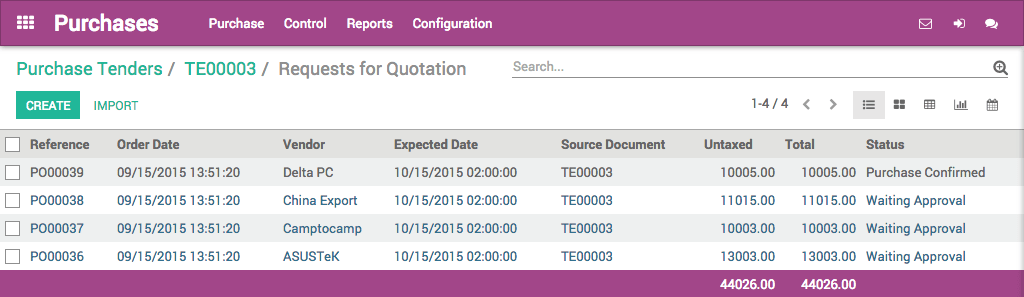 Purchases Purchase Control Reports Configuration
Purchase Tenders / TE00003 / Requests for Quotation Search...
CREATE IMPORT 1-4 / 4
Reference Order Date Vendor Expected Date Source Document Untaxed Total Status
PO00039 09/15/2015 13:51:20 Delta PC 10/15/2015 02:00:00 TE00003 10005.00 10005.00 Purchase Confirmed
PO00038 09/15/2015 13:51:20 China Export 10/15/2015 02:00:00 TE00003 11015.00 11015.00 Waiting Approval
PO00037 09/15/2015 13:51:20 Camptocamp 10/15/2015 02:00:00 TE00003 10003.00 10003.00 Waiting Approval
PO00036 09/15/2015 13:51:20 ASUSTeK 10/15/2015 02:00:00 TE00003 13003.00 13003.00 Waiting Approval
44026.00 44026.00